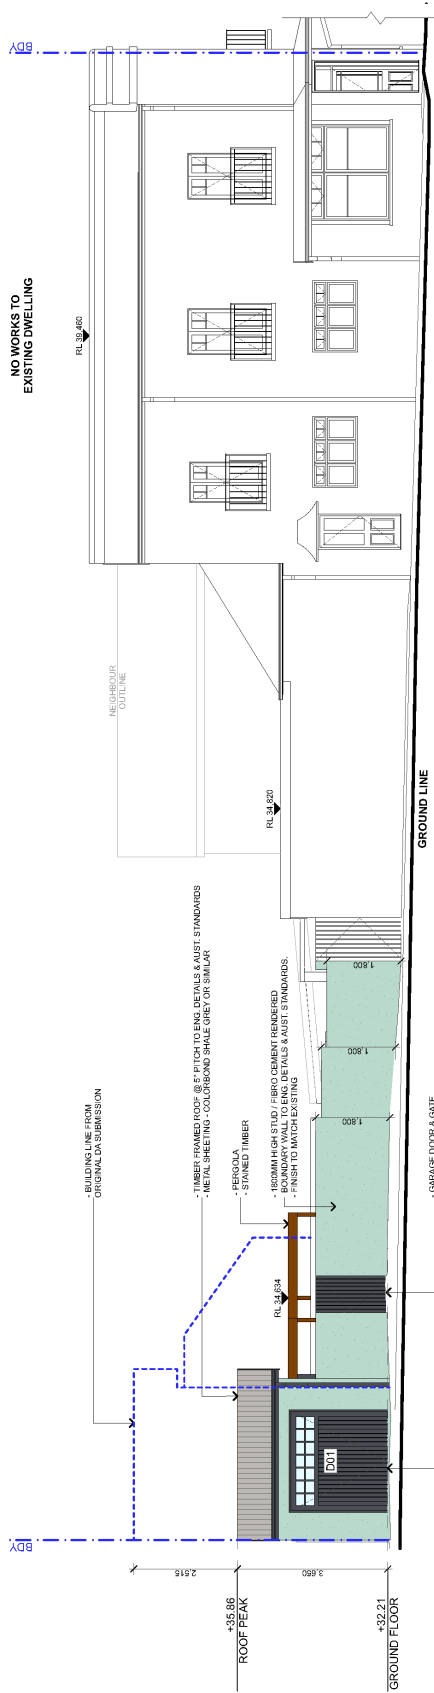 BDY
NO WORKS TO
EXISTING DWELLING
RL 39.460
NEIGHBOUR
OUTLINE
RL 34.820
GROUND LINE
- BUILDING LINE FROM
ORIGINAL DA SUBMISSION
- TIMBER FRAMED ROOF @ 5° PITCH TO ENG. DETAILS & AUST. STANDARDS
- METAL SHEETING - COLORBOND SHALE GREY OR SIMILAR
- PERGOLA
- STAINED TIMBER
- 1800MM HIGH STUD / FIBRO CEMENT RENDERED
BOUNDARY WALL TO ENG. DETAILS & AUST. STANDARDS.
- FINISH TO MATCH EXISTING
- GARAGE DOOR & GATE
1,800
1,800
1,800
RL 34.634
D01
BDY
2,515
3,650
+35.86
ROOF PEAK
+32.21
GROUND FLOOR